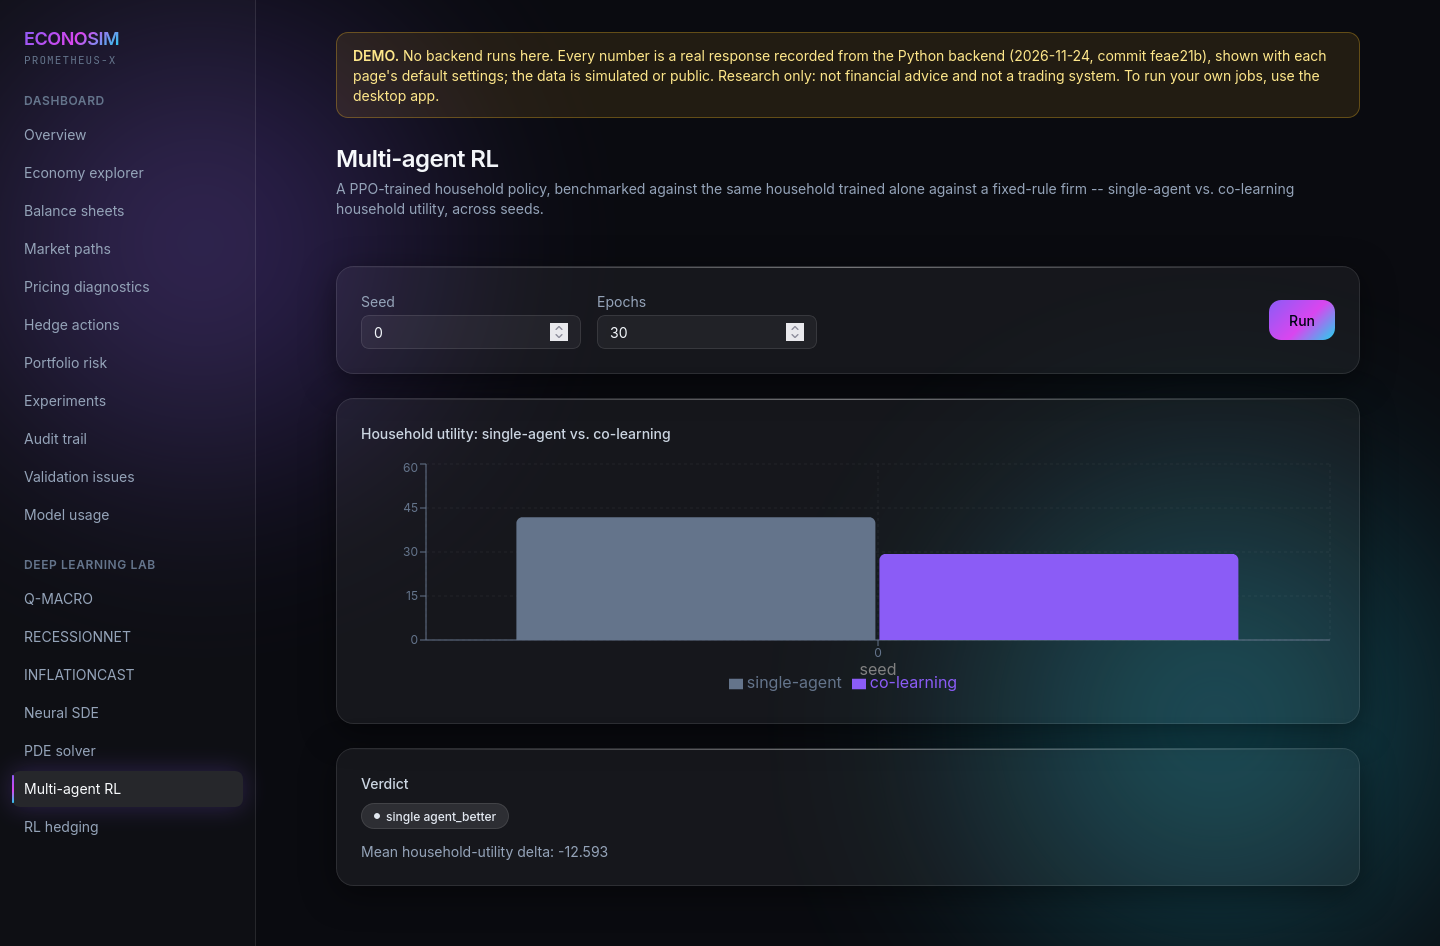 ECONOSIM
PROMETHEUS-X
DASHBOARD
Overview
Economy explorer
Balance sheets
Market paths
Pricing diagnostics
Hedge actions
Portfolio risk
Experiments
Audit trail
Validation issues
Model usage
DEEP LEARNING LAB
Q-MACRO
RECESSIONNET
INFLATIONCAST
Neural SDE
PDE solver
Multi-agent RL
RL hedging
DEMO. No backend runs here. Every number is a real response recorded from the Python backend (2026-11-24, commit feae21b), shown with each
page's default settings; the data is simulated or public. Research only: not financial advice and not a trading system. To run your own jobs, use the
desktop app.
Multi-agent RL
A PPO-trained household policy, benchmarked against the same household trained alone against a fixed-rule firm -- single-agent vs. co-learning
household utility, across seeds.
Seed
0
Epochs
30
Run
Household utility: single-agent vs. co-learning
60
45
30
15
0
0
seed
single-agent
co-learning
Verdict
single agent_better
Mean household-utility delta: -12.593